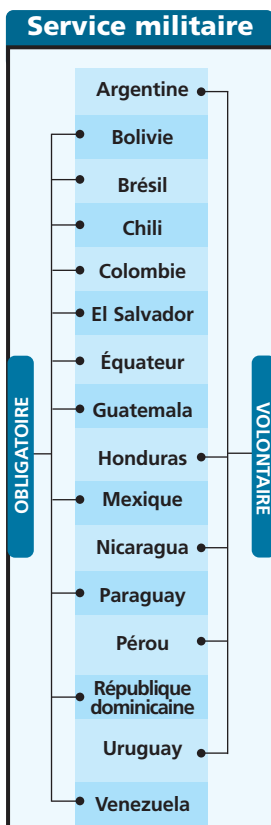 Service militaire
Argentine
Bolivie
Brésil
Chili
Colombie
El Salvador
Équateur
Guatemala
Honduras
Mexique
Nicaragua
Paraguay
Pérou
République
dominicaine
Uruguay
Venezuela
OBLIGATOIRE
VOLONTAIRE